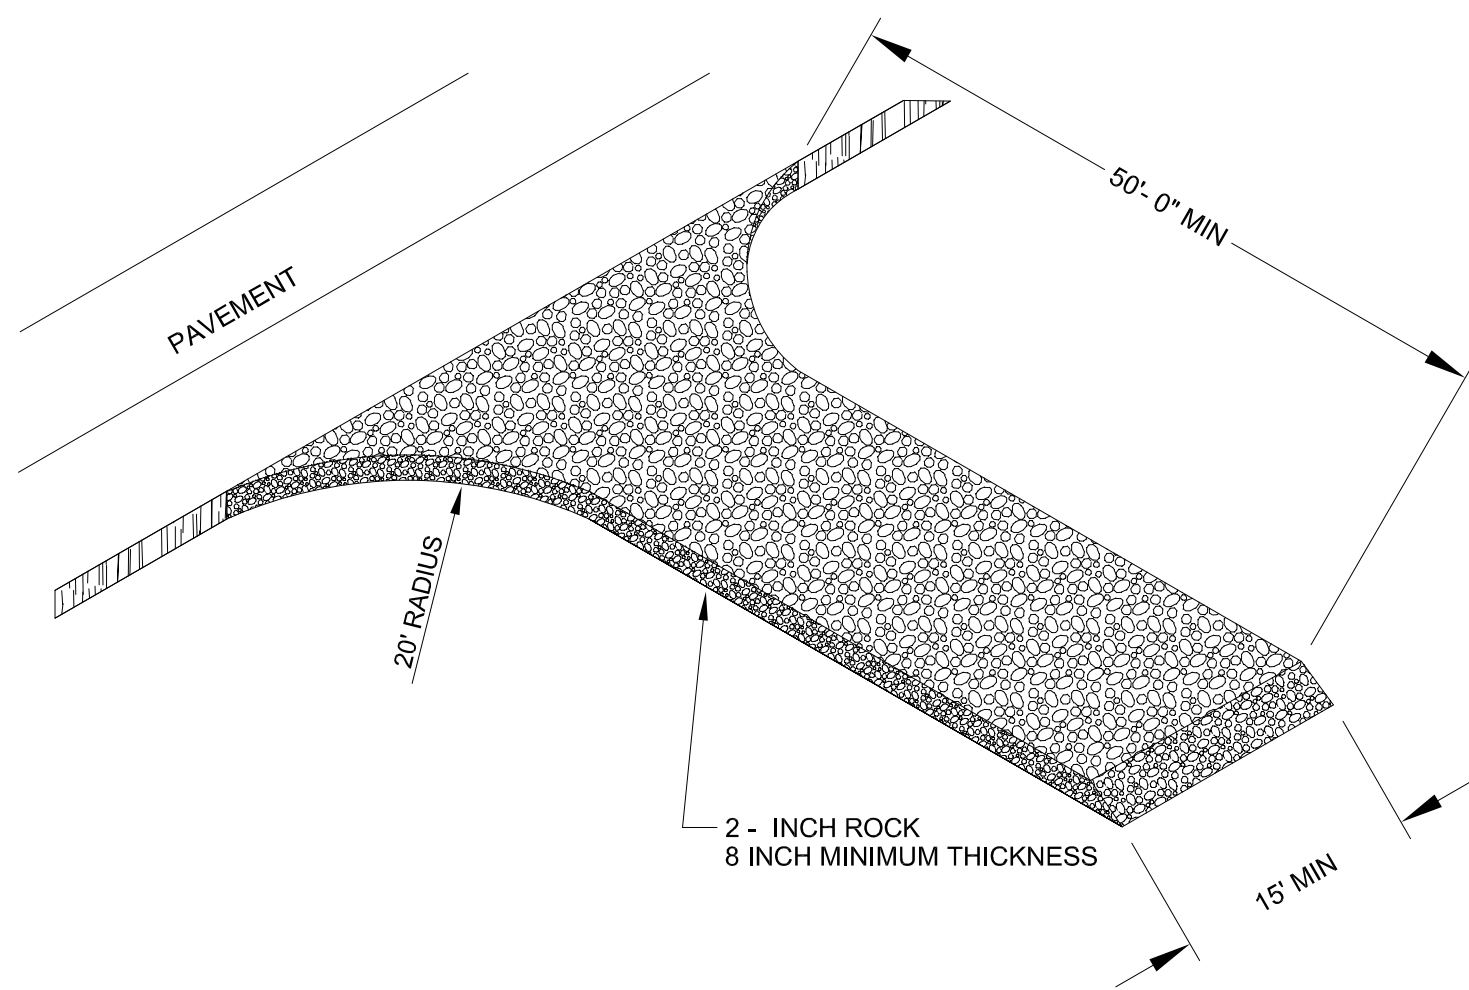 50'- 0" MIN
PAVEMENT
20' RADIUS
2 - INCH ROCK
8 INCH MINIMUM THICKNESS
15' MIN